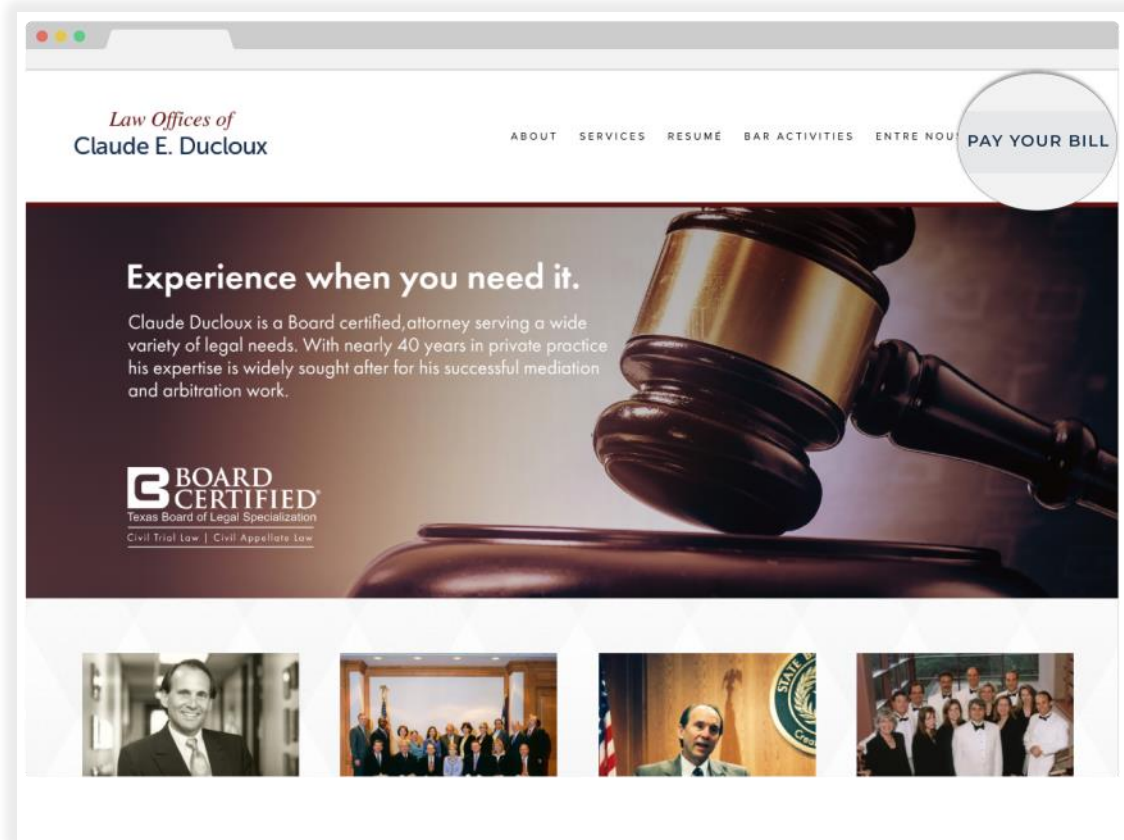 Law Offices of
Claude E. Ducloux
ABOUT SERVICES RESUMÉ BAR ACTIVITIES ENTRE NOUS PAY YOUR BILL
Experience when you need it.
Claude Ducloux is a Board certified,attorney serving a wide
variety of legal needs. With nearly 40 years in private practice
his expertise is widely sought after for his successful mediation
and arbitration work.
B BOARD
CERTIFIED®
Texas Board of Legal Specialization
Civil Trial Law | Civil Appellate Law
STATE B
Crea